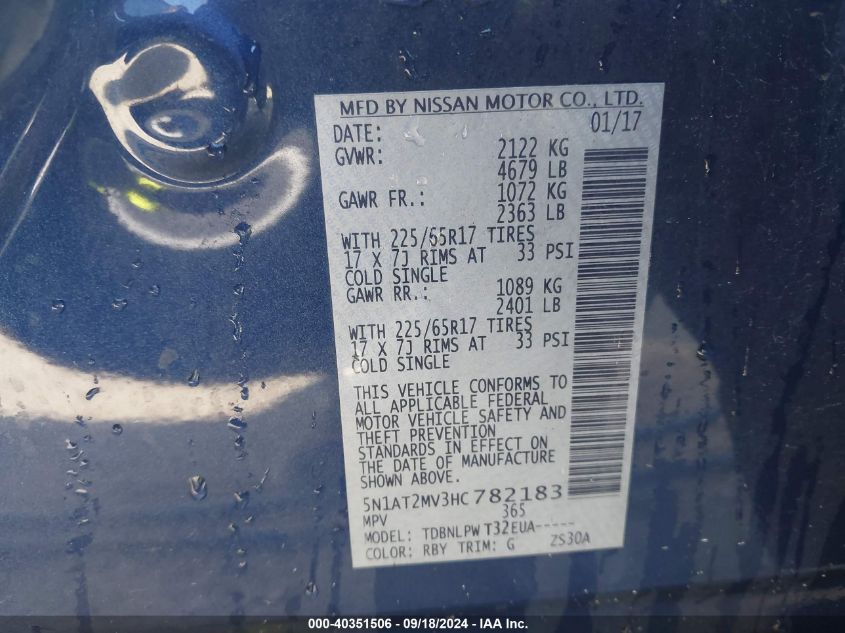 MFD BY NISSAN MOTOR CO., LTD.
DATE: 01/17
GVWR: 2122 KG
4679 LB
GAWR FR.: 1072 KG
2363 LB
WITH 225/65R17 TIRES
17 X 7J RIMS AT 33 PSI
COLD SINGLE
GAWR RR.: 1089 KG
2401 LB
WITH 225/65R17 TIRES
17 X 7J RIMS AT 33 PSI
COLD SINGLE
THIS VEHICLE CONFORMS TO
ALL APPLICABLE FEDERAL
MOTOR VEHICLE SAFETY AND
THEFT PREVENTION
STANDARDS IN EFFECT ON
THE DATE OF MANUFACTURE
SHOWN ABOVE.
5N1AT2MV3HC782183
MPV 365
MODEL: TDBNLPW T32EUA-----
COLOR: RBY TRIM: G ZS30A
000-40351506 - 09/18/2024 - IAA Inc.